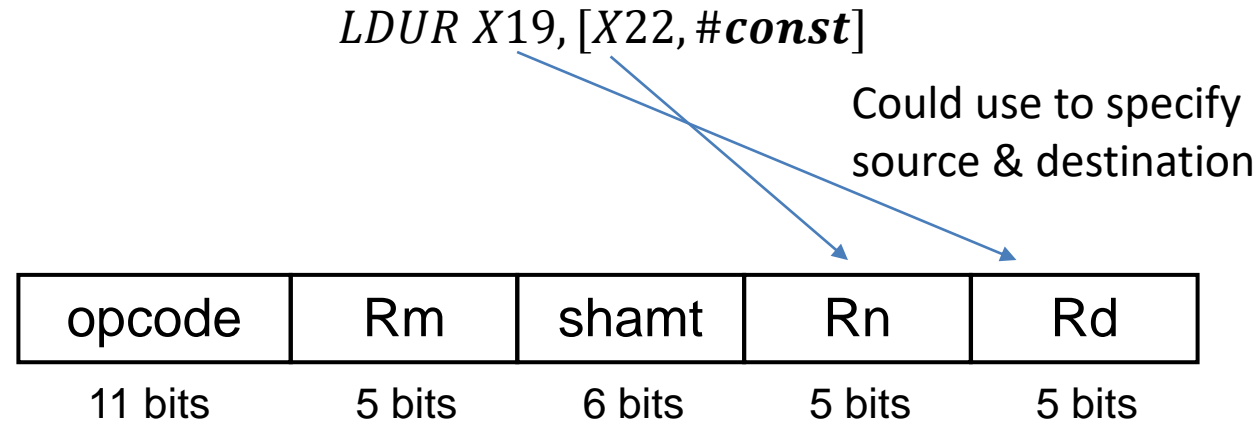 LDUR X19, [X22, #const]
Could use to specify
source & destination
opcode Rm shamt Rn Rd
11 bits 5 bits 6 bits 5 bits 5 bits